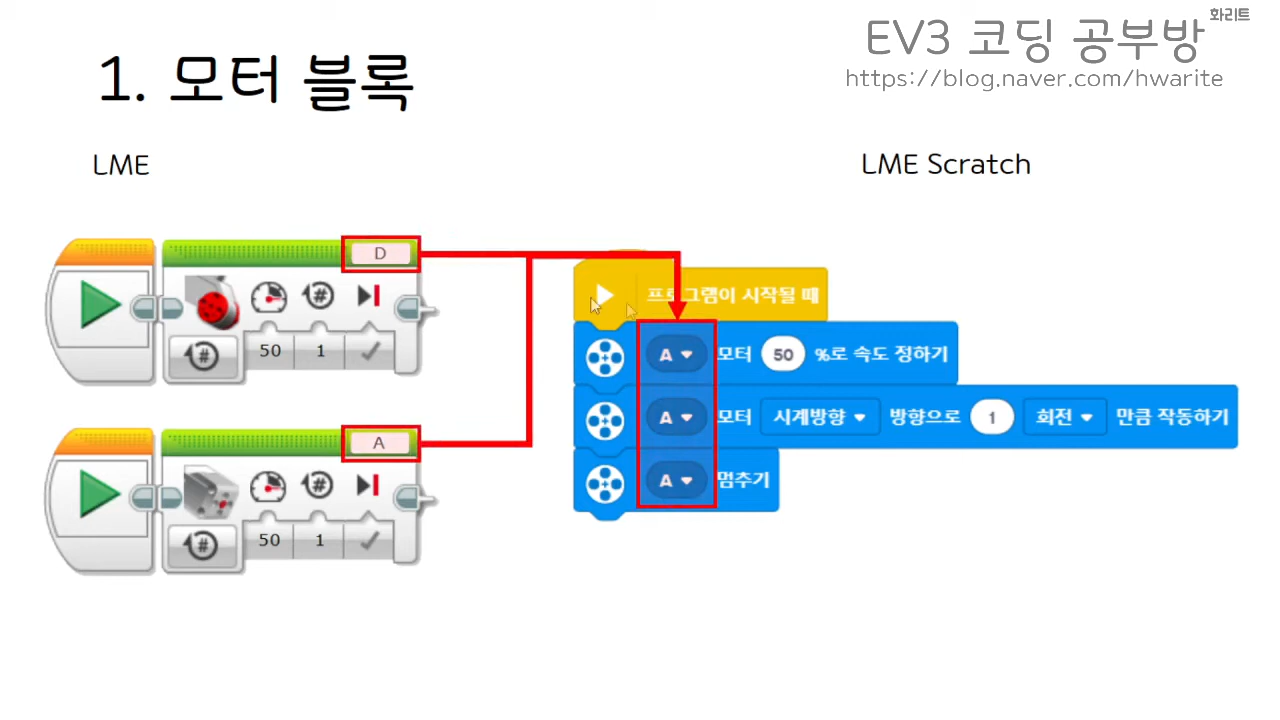 화리트
EV3 코딩 공부방
https://blog.naver.com/hwarite
1. 모터 블록
LME
LME Scratch
D
# 50 1
#
A
# 50 1
#
프로그램이 시작될 때
A 모터 50 %로 속도 정하기
A 모터 시계방향 방향으로 1 회전 만큼 작동하기
A 멈추기